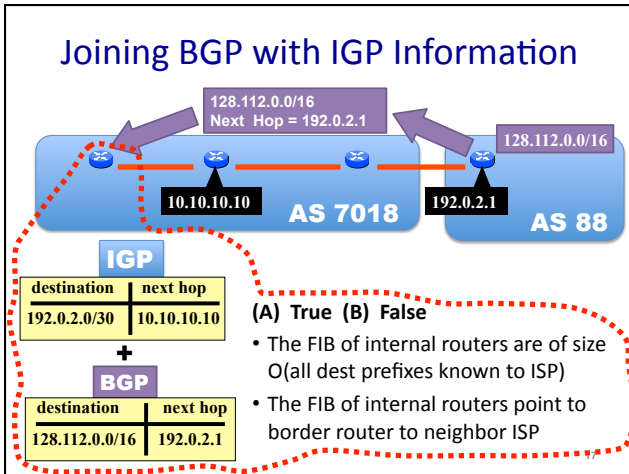 Joining BGP with IGP Information
128.112.0.0/16
Next Hop = 192.0.2.1
128.112.0.0/16
10.10.10.10
AS 7018
192.0.2.1
AS 88
IGP
destination next hop
192.0.2.0/30 10.10.10.10
+
BGP
destination next hop
128.112.0.0/16 192.0.2.1
(A) True (B) False
• The FIB of internal routers are of size
O(all dest prefixes known to ISP)
• The FIB of internal routers point to
border router to neighbor ISP
17